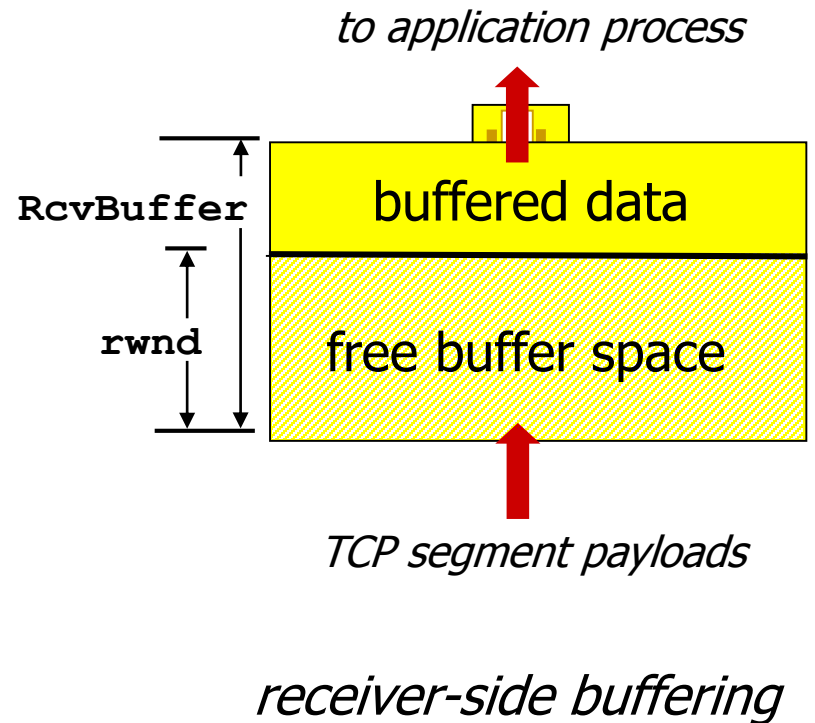 to application process
RcvBuffer
buffered data
rwnd
free buffer space
TCP segment payloads
receiver-side buffering